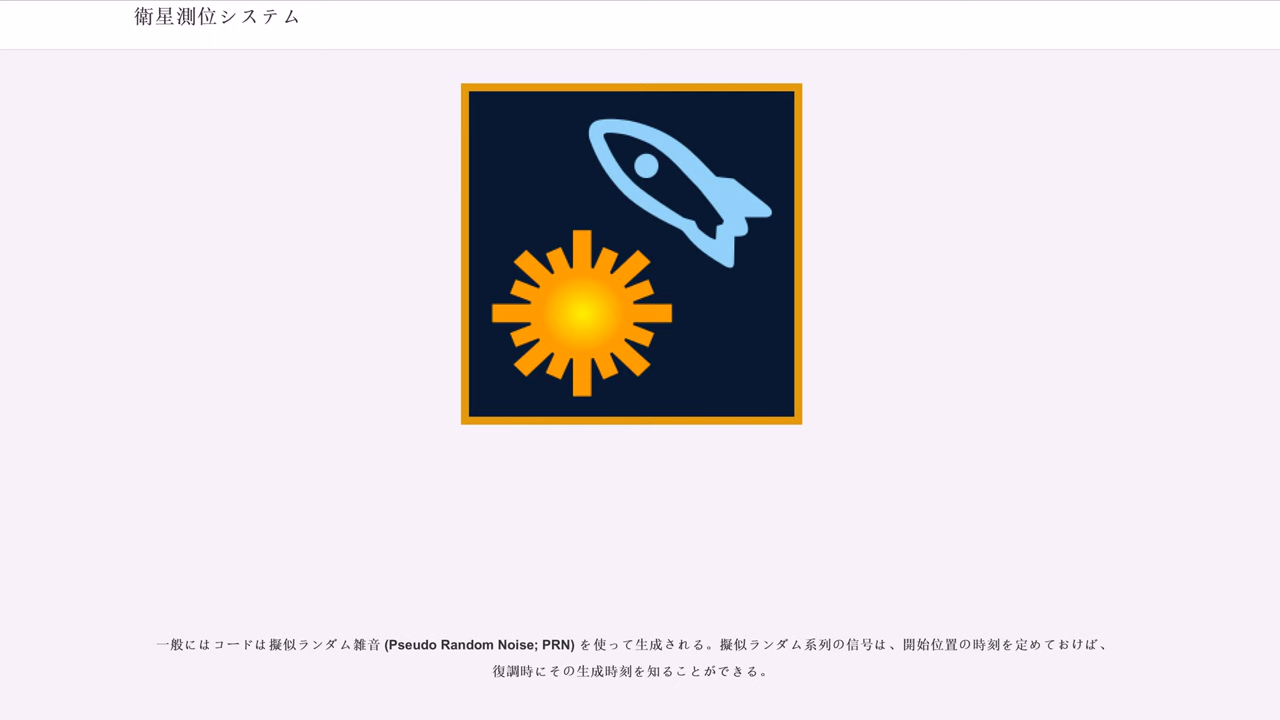 衛星測位システム
一般にはコードは擬似ランダム雑音 (Pseudo Random Noise; PRN) を使って生成される。擬似ランダム系列の信号は、開始位置の時刻を定めておけば、
復調時にその生成時刻を知ることができる。